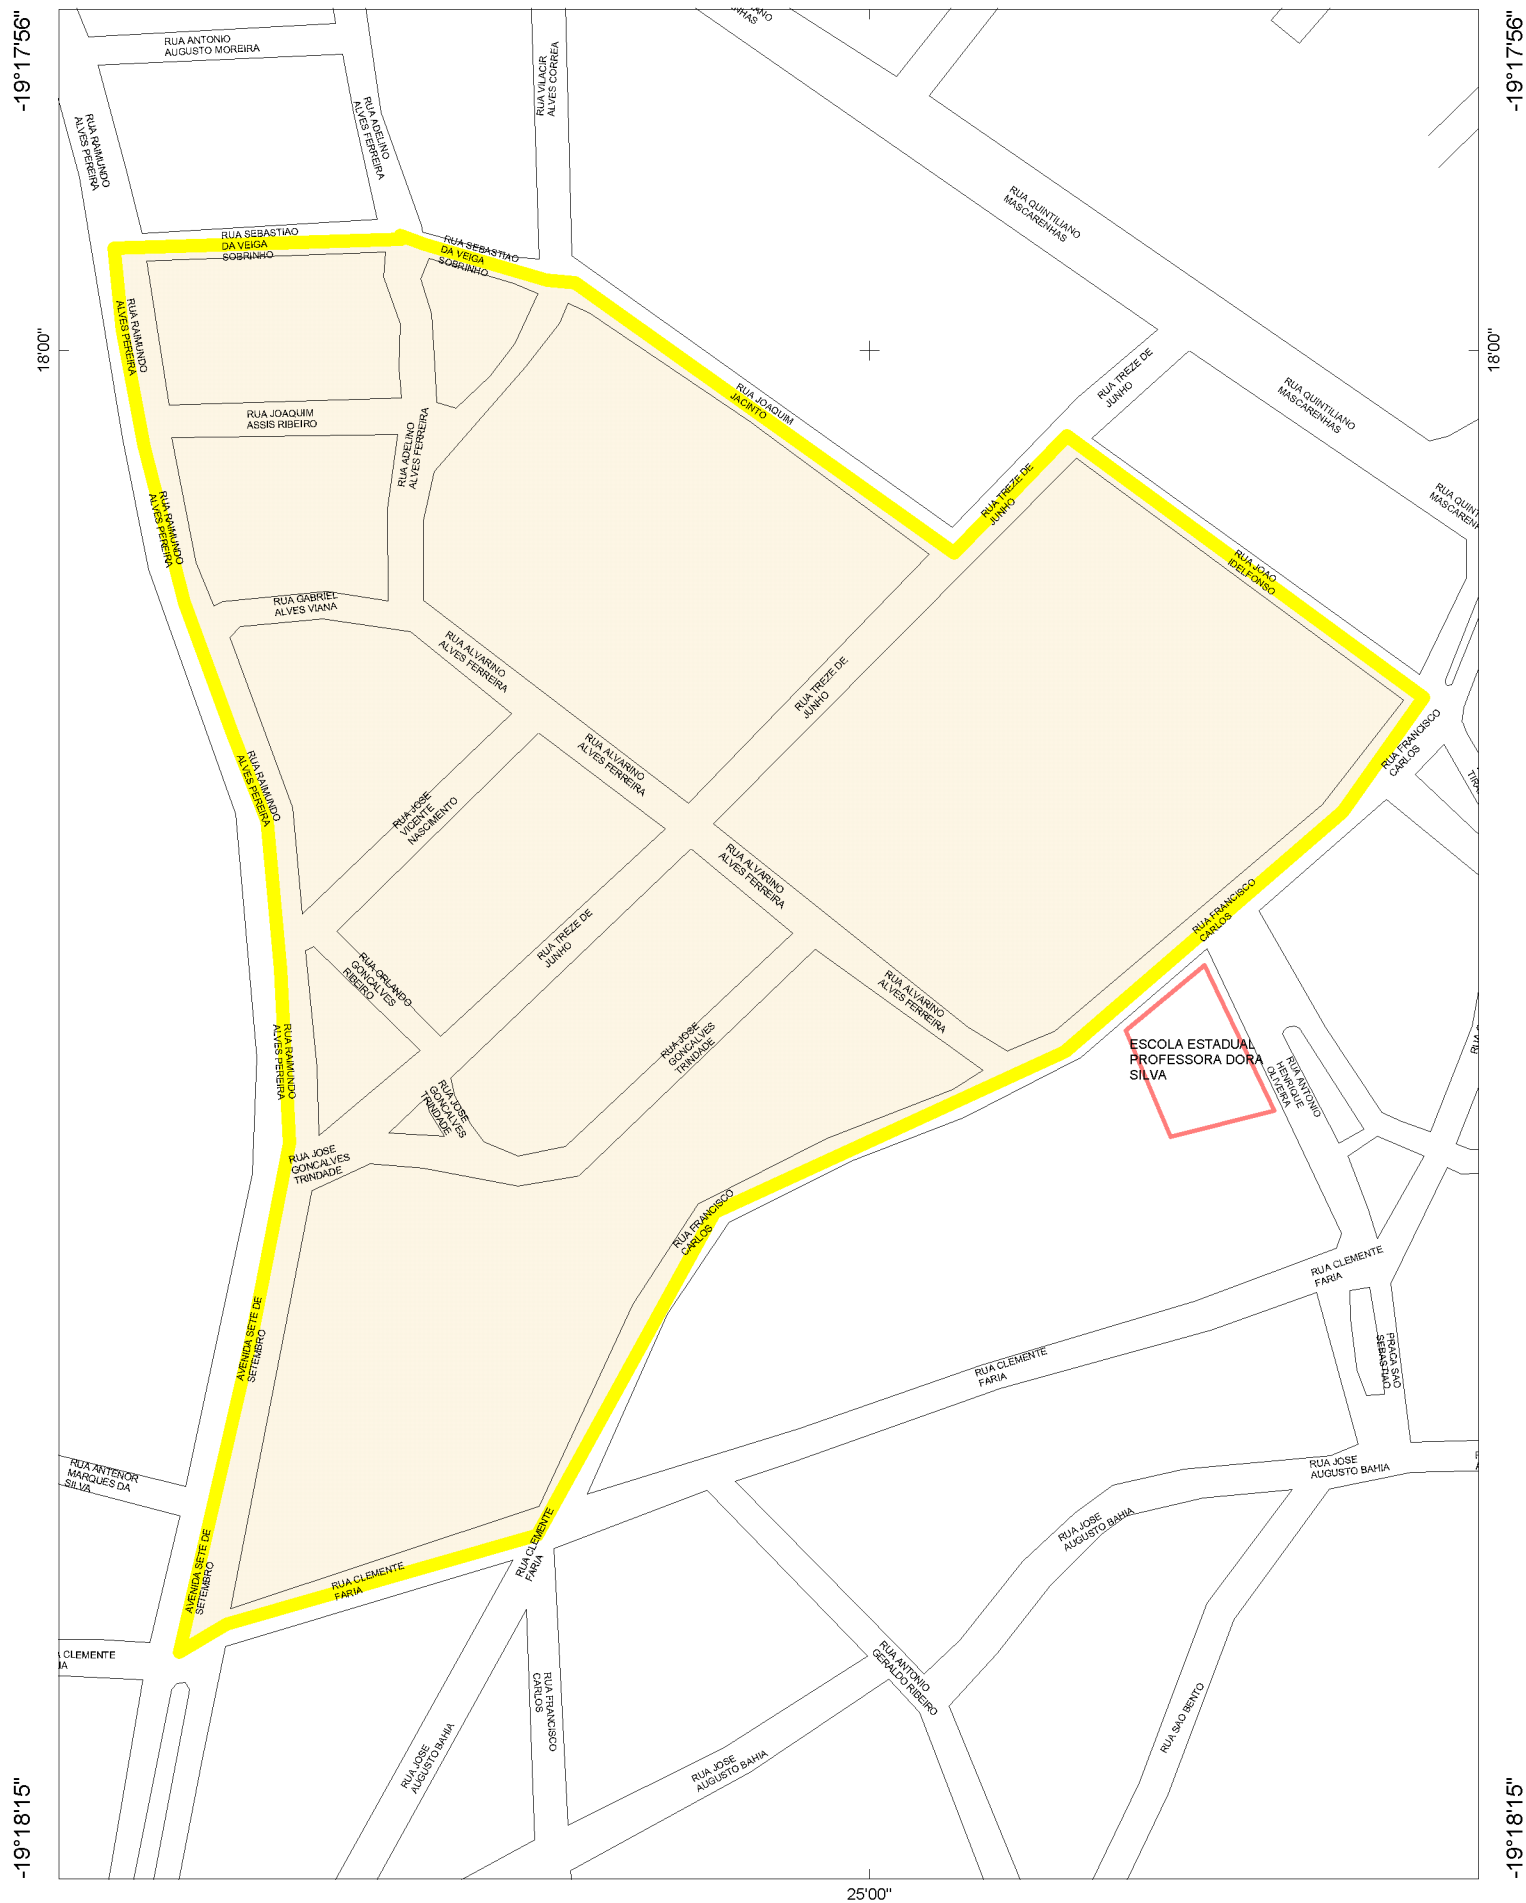 -19°17'56"
-19°17'56"
RUA ANTONIO
AUGUSTO MOREIRA
RUA VILACIR
ALVES CORREA
RUA RAIMUNDO
ALVES PEREIRA
RUA ADELINO
ALVES FERREIRA
RUA QUINTILIANO
MASCARENHAS
RUA SEBASTIAO
DA VEIGA
SOBRINHO
RUA SEBASTIAO
DA VEIGA
SOBRINHO
RUA RAIMUNDO
ALVES PEREIRA
18'00"
18'00"
RUA TREZE DE
JUNHO
RUA QUINTILIANO
MASCARENHAS
RUA JOAQUIM
JACINTO
RUA JOAQUIM
ASSIS RIBEIRO
RUA ADELINO
ALVES FERREIRA
RUA TREZE DE
JUNHO
RUA QUINT
MASCAREN
RUA RAIMUNDO
ALVES PEREIRA
RUA JOAO
IDELFONSO
RUA GABRIEL
ALVES VIANA
RUA ALVARINO
ALVES FERREIRA
RUA TREZE DE
JUNHO
RUA FRANCISCO
CARLOS
RUA ALVARINO
ALVES FERREIRA
RUA RAIMUNDO
ALVES PEREIRA
RUA JOSE
VICENTE
NASCIMENTO
RUA ALVARINO
ALVES FERREIRA
RUA FRANCISCO
CARLOS
RUA TREZE DE
JUNHO
RUA ORLANDO
GONCALVES
RIBEIRO
RUA ALVARINO
ALVES FERREIRA
RUA JOSE
GONCALVES
TRINDADE
ESCOLA ESTADUAL
PROFESSORA DORA
SILVA
RUA RAIMUNDO
ALVES PEREIRA
RUA ANTONIO
HENRIQUE
OLIVEIRA
RUA JOSE
GONCALVES
TRINDADE
RUA JOSE
GONCALVES
TRINDADE
RUA FRANCISCO
CARLOS
RUA CLEMENTE
FARIA
AVENIDA SETE DE
SETEMBRO
RUA CLEMENTE
FARIA
PRACA SAO
SEBASTIAO
RUA ANTENOR
MARQUES DA
SILVA
RUA JOSE
AUGUSTO BAHIA
RUA JOSE
AUGUSTO BAHIA
AVENIDA SETE DE
SETEMBRO
RUA CLEMENTE
FARIA
RUA CLEMENTE
FARIA
CLEMENTE
IA
RUA ANTONIO
GERALDO RIBEIRO
RUA FRANCISCO
CARLOS
RUA SAO BENTO
RUA JOSE
AUGUSTO BAHIA
RUA JOSE
AUGUSTO BAHIA
-19°18'15"
-19°18'15"
25'00"